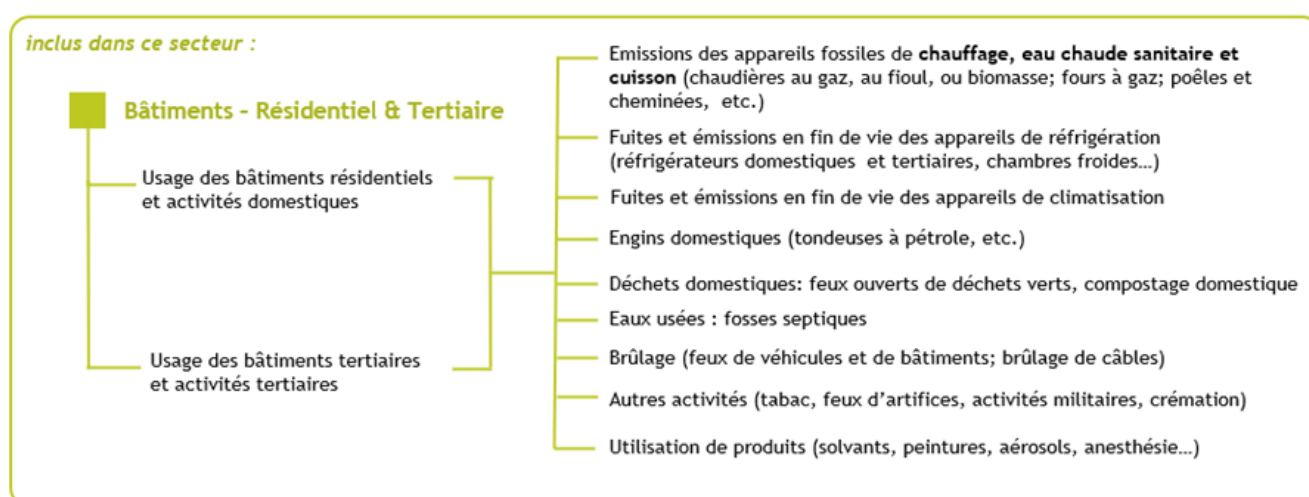 inclus dans ce secteur :
Bâtiments – Résidentiel & Tertiaire
Usage des bâtiments résidentiels
et activités domestiques
Usage des bâtiments tertiaires
et activités tertiaires
Emissions des appareils fossiles de chauffage, eau chaude sanitaire et
cuisson (chaudières au gaz, au fioul, ou biomasse; fours à gaz; poêles et
cheminées, etc.)
Fuites et émissions en fin de vie des appareils de réfrigération
(réfrigérateurs domestiques et tertiaires, chambres froides…)
Fuites et émissions en fin de vie des appareils de climatisation
Engins domestiques (tondeuses à pétrole, etc.)
Déchets domestiques: feux ouverts de déchets verts, compostage domestique
Eaux usées : fosses septiques
Brûlage (feux de véhicules et de bâtiments; brûlage de câbles)
Autres activités (tabac, feux d’artifices, activités militaires, crémation)
Utilisation de produits (solvants, peintures, aérosols, anesthésie…)